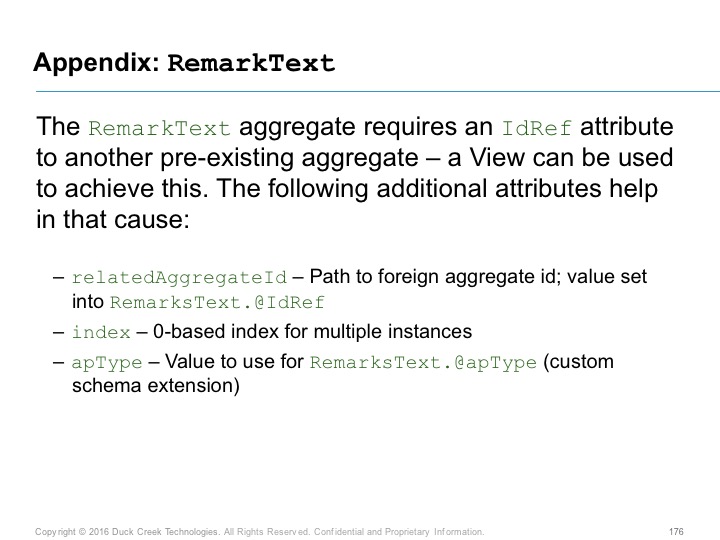 Appendix: RemarkText
The RemarkText aggregate requires an IdRef attribute
to another pre-existing aggregate – a View can be used
to achieve this. The following additional attributes help
in that cause:
– relatedAggregateId – Path to foreign aggregate id; value set
into RemarksText.@IdRef
– index – 0-based index for multiple instances
– apType – Value to use for RemarksText.@apType (custom
schema extension)
Copyright © 2016 Duck Creek Technologies. All Rights Reserved. Confidential and Proprietary Information.
176